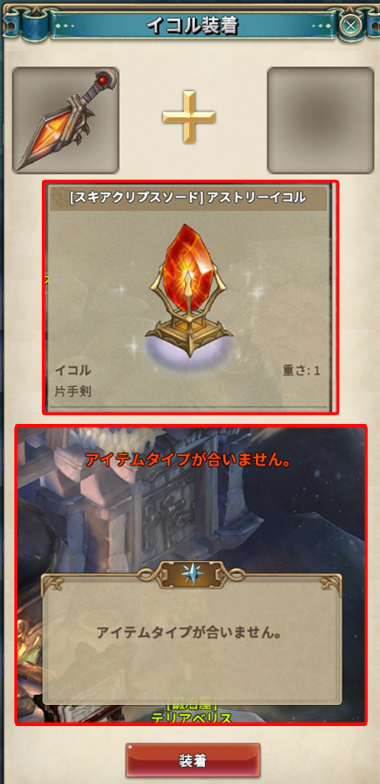 イコル装着
[スキアクリプスソード] アストリーイコル
イコル
重さ: 1
片手剣
アイテムタイプが合いません。
アイテムタイプが合いません。
[鍛冶屋]
テリアベリス
装着